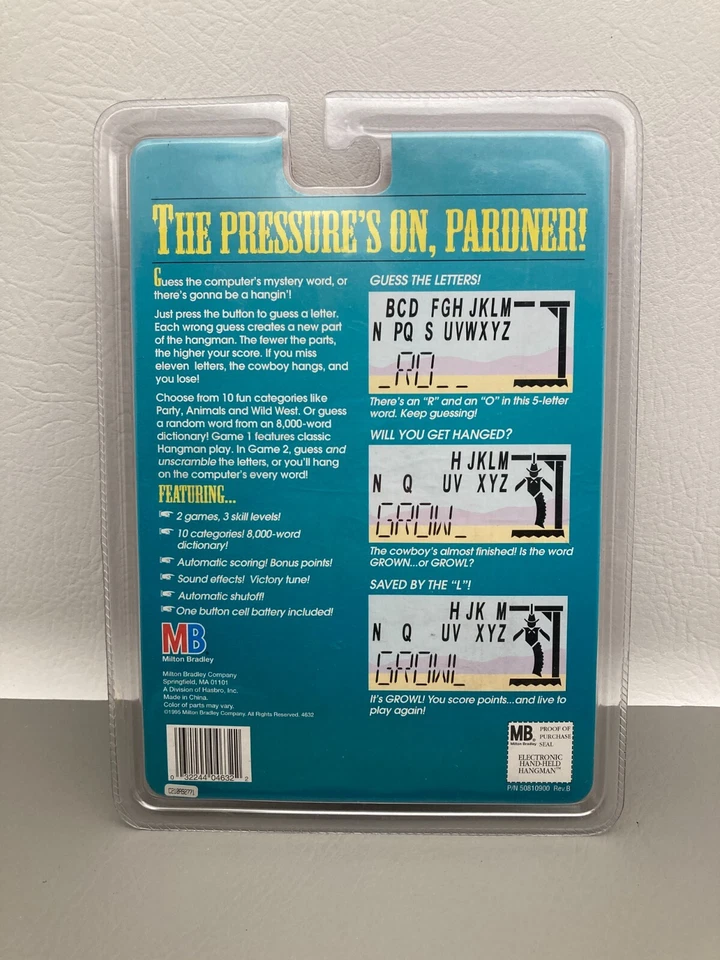 THE PRESSURE'S ON, PARDNER!
Guess the computer's mystery word, or
there's gonna be a hangin'!
Just press the button to guess a letter.
Each wrong guess creates a new part
of the hangman. The fewer the parts,
the higher your score. If you miss
eleven letters, the cowboy hangs, and
you lose!
Choose from 10 fun categories like
Party, Animals and Wild West. Or guess
a random word from an 8,000-word
dictionary! Game 1 features classic
Hangman play. In Game 2, guess and
unscramble the letters, or you'll hang
on the computer's every word!
FEATURING...
2 games, 3 skill levels!
10 categories! 8,000-word
dictionary!
Automatic scoring! Bonus points!
Sound effects! Victory tune!
Automatic shutoff!
One button cell battery included!
MB
Milton Bradley
Milton Bradley Company
Springfield, MA 01101
A Division of Hasbro, Inc.
Made in China.
Color of parts may vary.
©1995 Milton Bradley Company. All Rights Reserved. 4632
0 32244 04632 2
GUESS THE LETTERS!
BCD FGH JKLM
N PQ S UVWXYZ
_RO_ _
There's an "R" and an "O" in this 5-letter
word. Keep guessing!
WILL YOU GET HANGED?
H JKLM
N Q UV XYZ
GROW_
The cowboy's almost finished! Is the word
GROWN...or GROWL?
SAVED BY THE "L"!
H JK M
N Q UV XYZ
GROWL
It's GROWL! You score points...and live to
play again!
MB
Milton Bradley
PROOF OF
PURCHASE
SEAL
ELECTRONIC
HAND-HELD
HANGMAN™
P/N 50810900 Rev.B